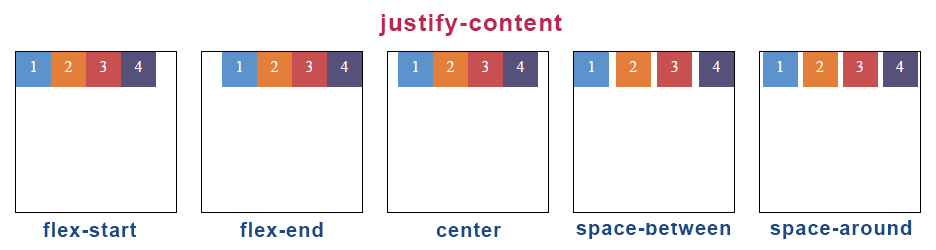 justify-content
1 2 3 4 1 2 3 4 1 2 3 4 1 2 3 4 1 2 3 4
flex-start flex-end center space-between space-around